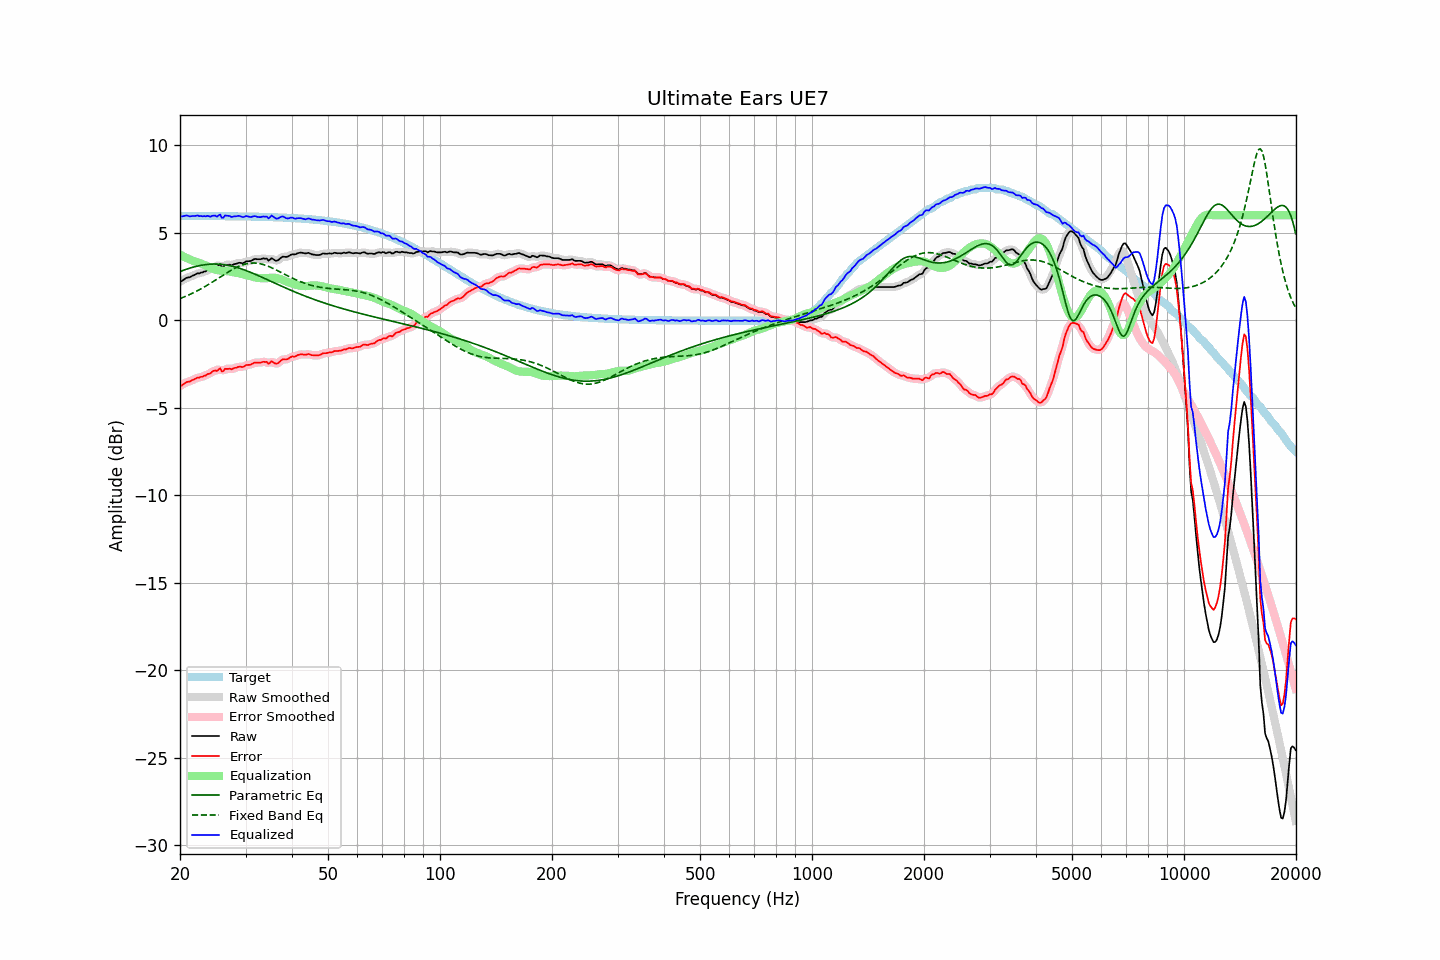 Ultimate Ears UE7
Amplitude (dBr)
10
5
0
−5
−10
−15
−20
−25
−30
Target
Raw Smoothed
Error Smoothed
Raw
Error
Equalization
Parametric Eq
Fixed Band Eq
Equalized
20 50 100 200 500 1000 2000 5000 10000 20000
Frequency (Hz)